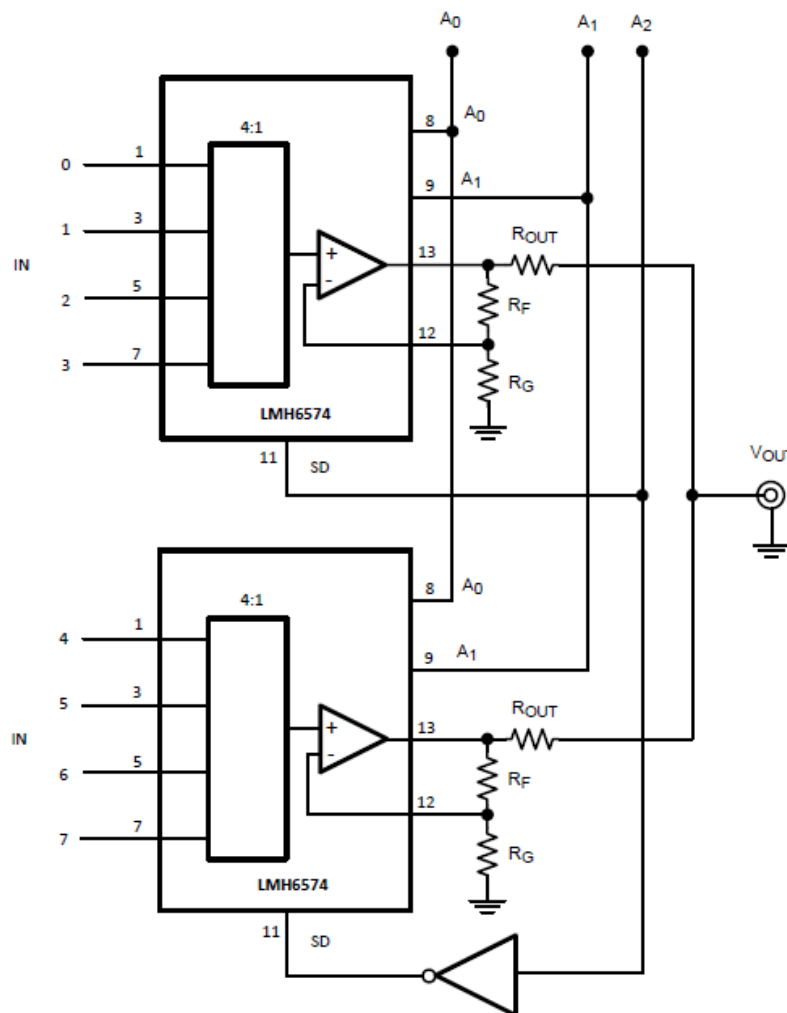 A0 A1 A2
8 A0
4:1
0 1
9 A1
1 3
ROUT
+ 13
IN
-
RF
2 5
12
3 7
RG
LMH6574
11 SD
VOUT
8 A0
4:1
4 1
9 A1
5 3
ROUT
+ 13
IN
-
RF
6 5
12
7 7
RG
LMH6574
11 SD